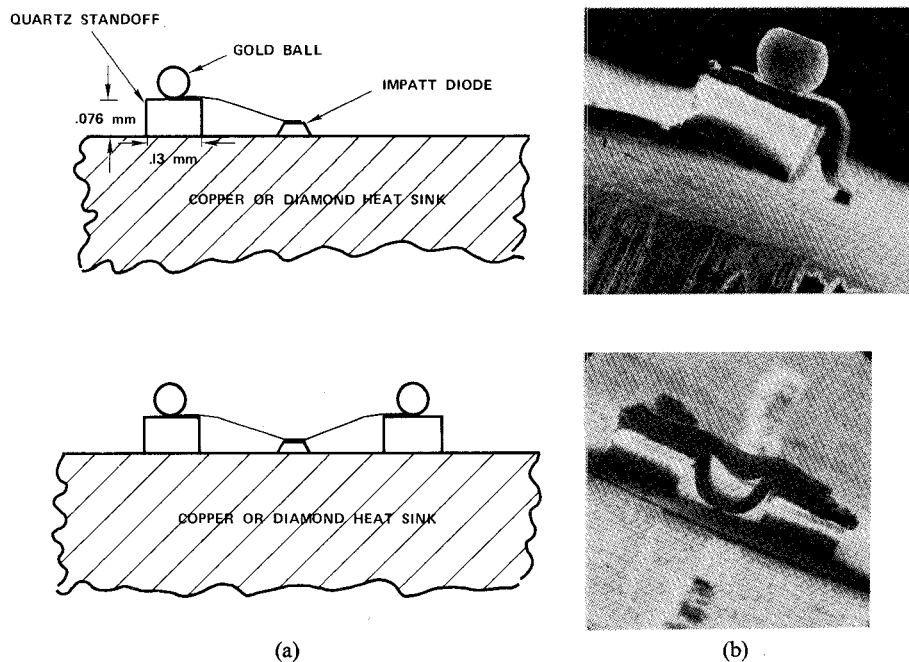 QUARTZ STANDOFF
GOLD BALL
IMPATT DIODE
.076 mm
.13 mm
COPPER OR DIAMOND HEAT SINK
COPPER OR DIAMOND HEAT SINK
(a)
(b)